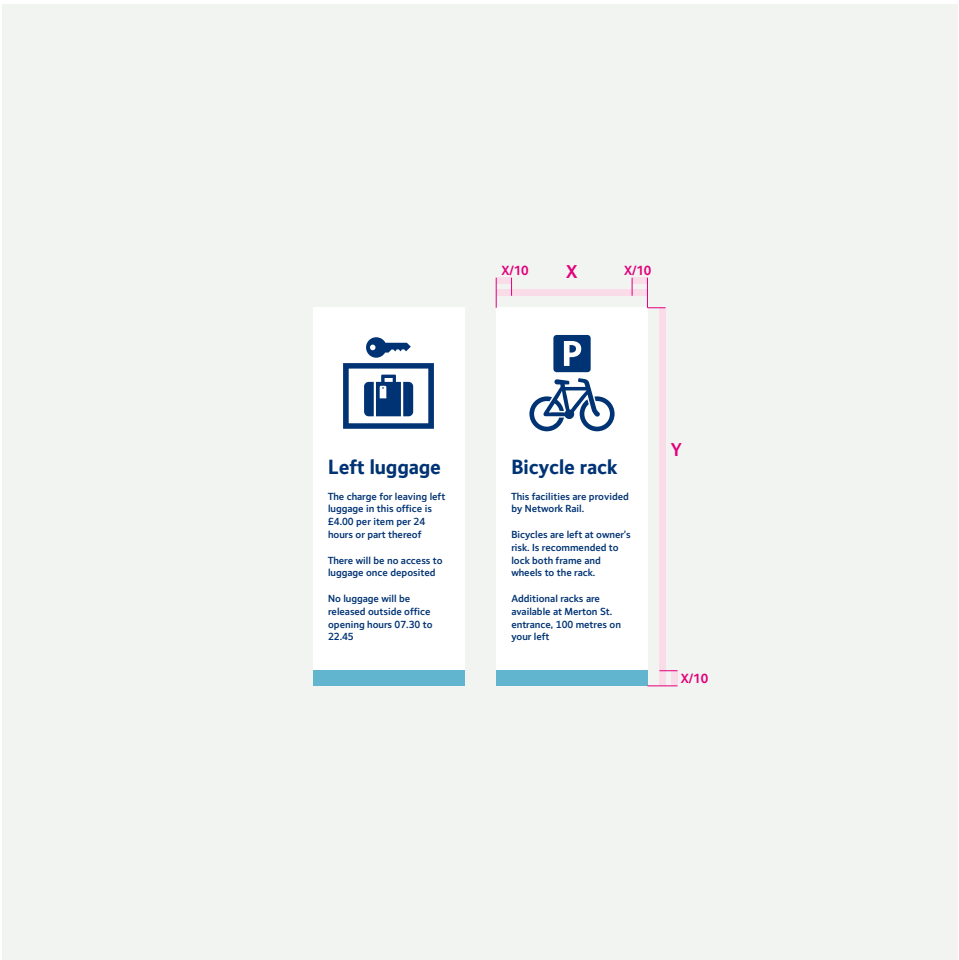 X/10
X
X/10
Y
X/10
Left luggage
The charge for leaving left
luggage in this office is
£4.00 per item per 24
hours or part thereof
There will be no access to
luggage once deposited
No luggage will be
released outside office
opening hours 07.30 to
22.45
P
Bicycle rack
This facilities are provided
by Network Rail.
Bicycles are left at owner's
risk. Is recommended to
lock both frame and
wheels to the rack.
Additional racks are
available at Merton St.
entrance, 100 metres on
your left